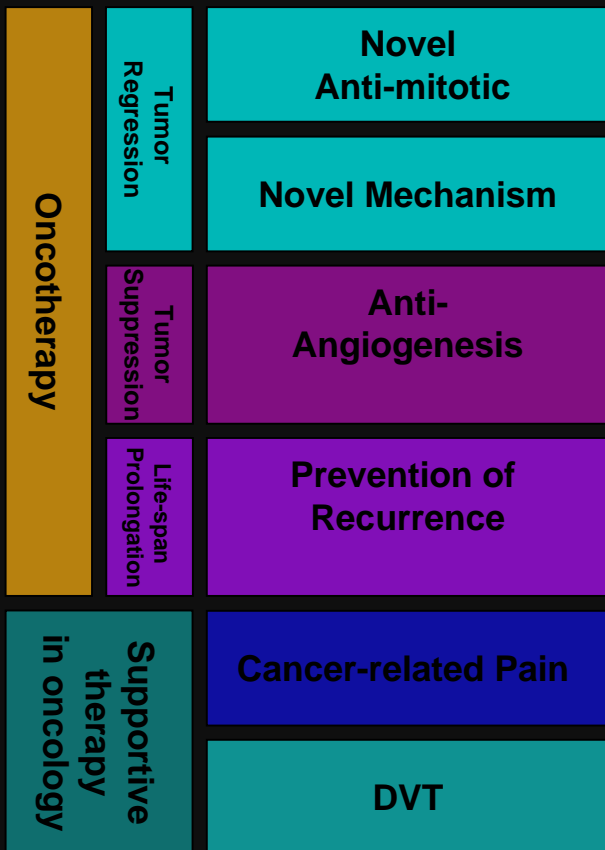 Oncotherapy
Tumor
Regression
Novel
Anti-mitotic
Novel Mechanism
Tumor
Suppression
Anti-
Angiogenesis
Life-span
Prolongation
Prevention of
Recurrence
Supportive
therapy
in oncology
Cancer-related Pain
DVT